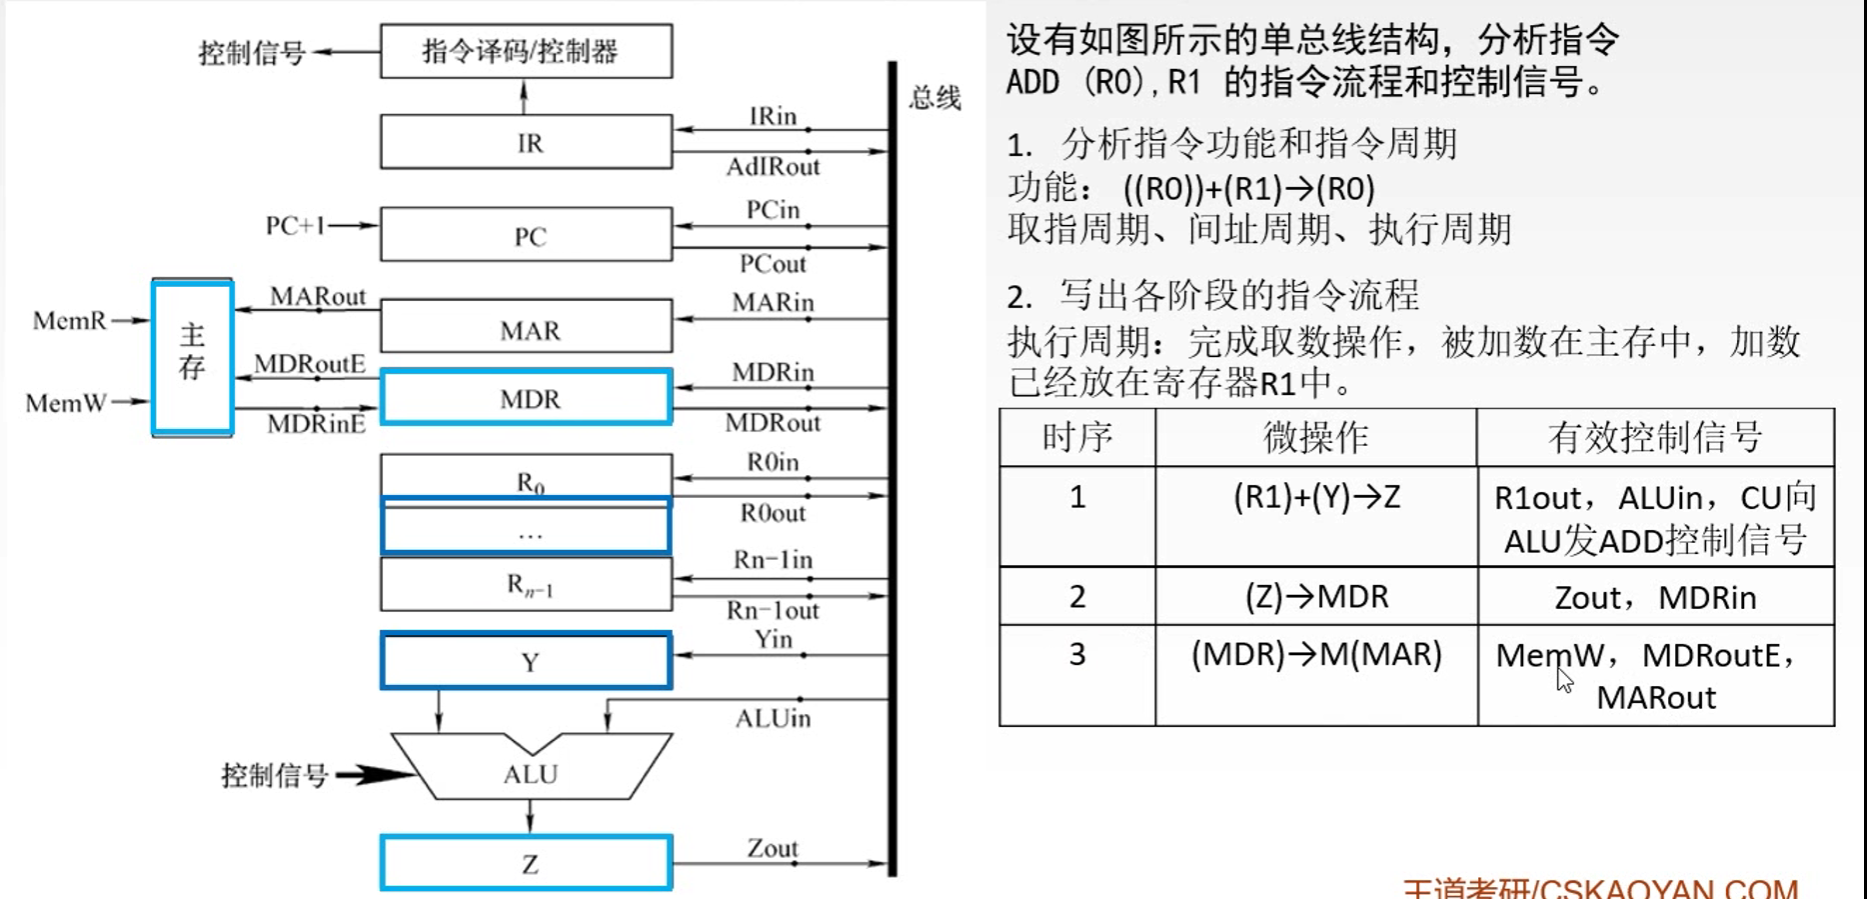 控制信号
指令译码/控制器
总线
IRin
IR
AdIRout
PCin
PC+1
PC
PCout
MARout
MARin
MemR
主存
MAR
MDRoutE
MDRin
MemW
MDR
MDRinE
MDRout
R0in
R0
R0out
...
Rn-1in
Rn-1
Rn-1out
Yin
Y
ALUin
控制信号
ALU
Zout
Z
设有如图所示的单总线结构，分析指令
ADD (R0),R1 的指令流程和控制信号。
1. 分析指令功能和指令周期
功能： ((R0))+(R1)→(R0)
取指周期、间址周期、执行周期
2. 写出各阶段的指令流程
执行周期：完成取数操作，被加数在主存中，加数
已经放在寄存器R1中。
时序 微操作 有效控制信号
1 (R1)+(Y)→Z R1out，ALUin，CU向
ALU发ADD控制信号
2 (Z)→MDR Zout，MDRin
3 (MDR)→M(MAR) MemW，MDRoutE，
MARout
王道考研/CSKAOYAN.COM